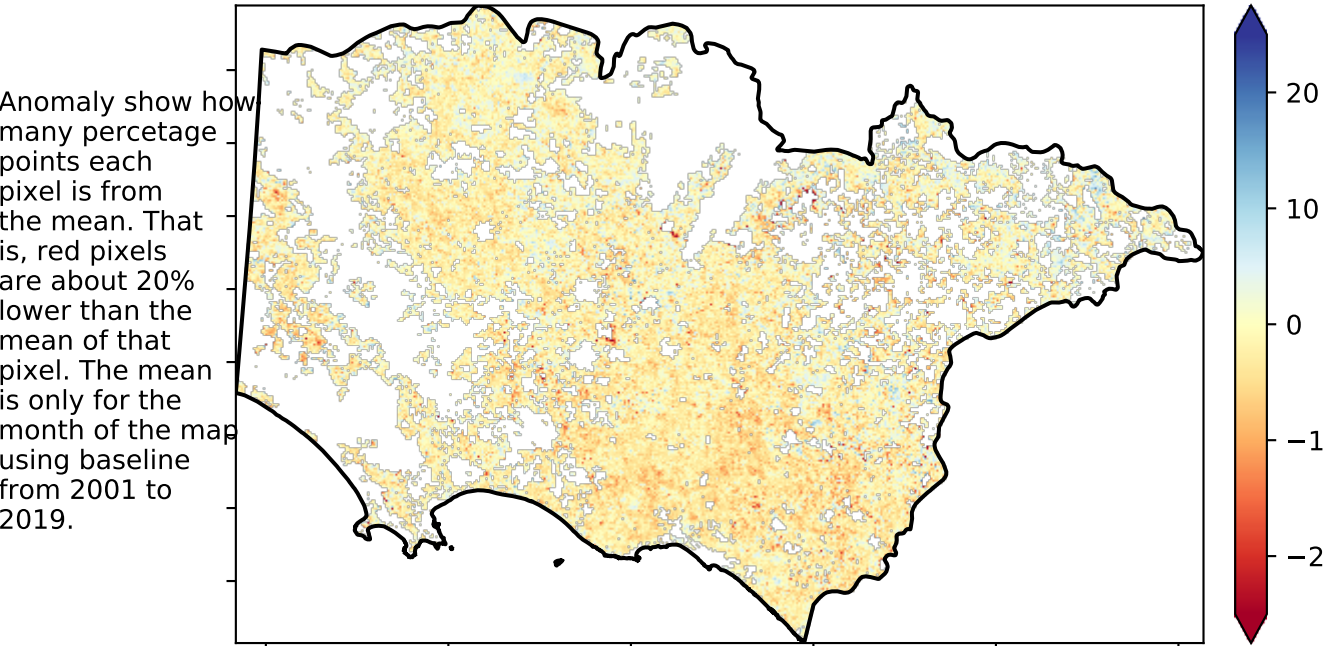 Anomaly show how
many percetage
points each
pixel is from
the mean. That
is, red pixels
are about 20%
lower than the
mean of that
pixel. The mean
is only for the
month of the map
using baseline
from 2001 to
2019.
20
10
0
−1
−2